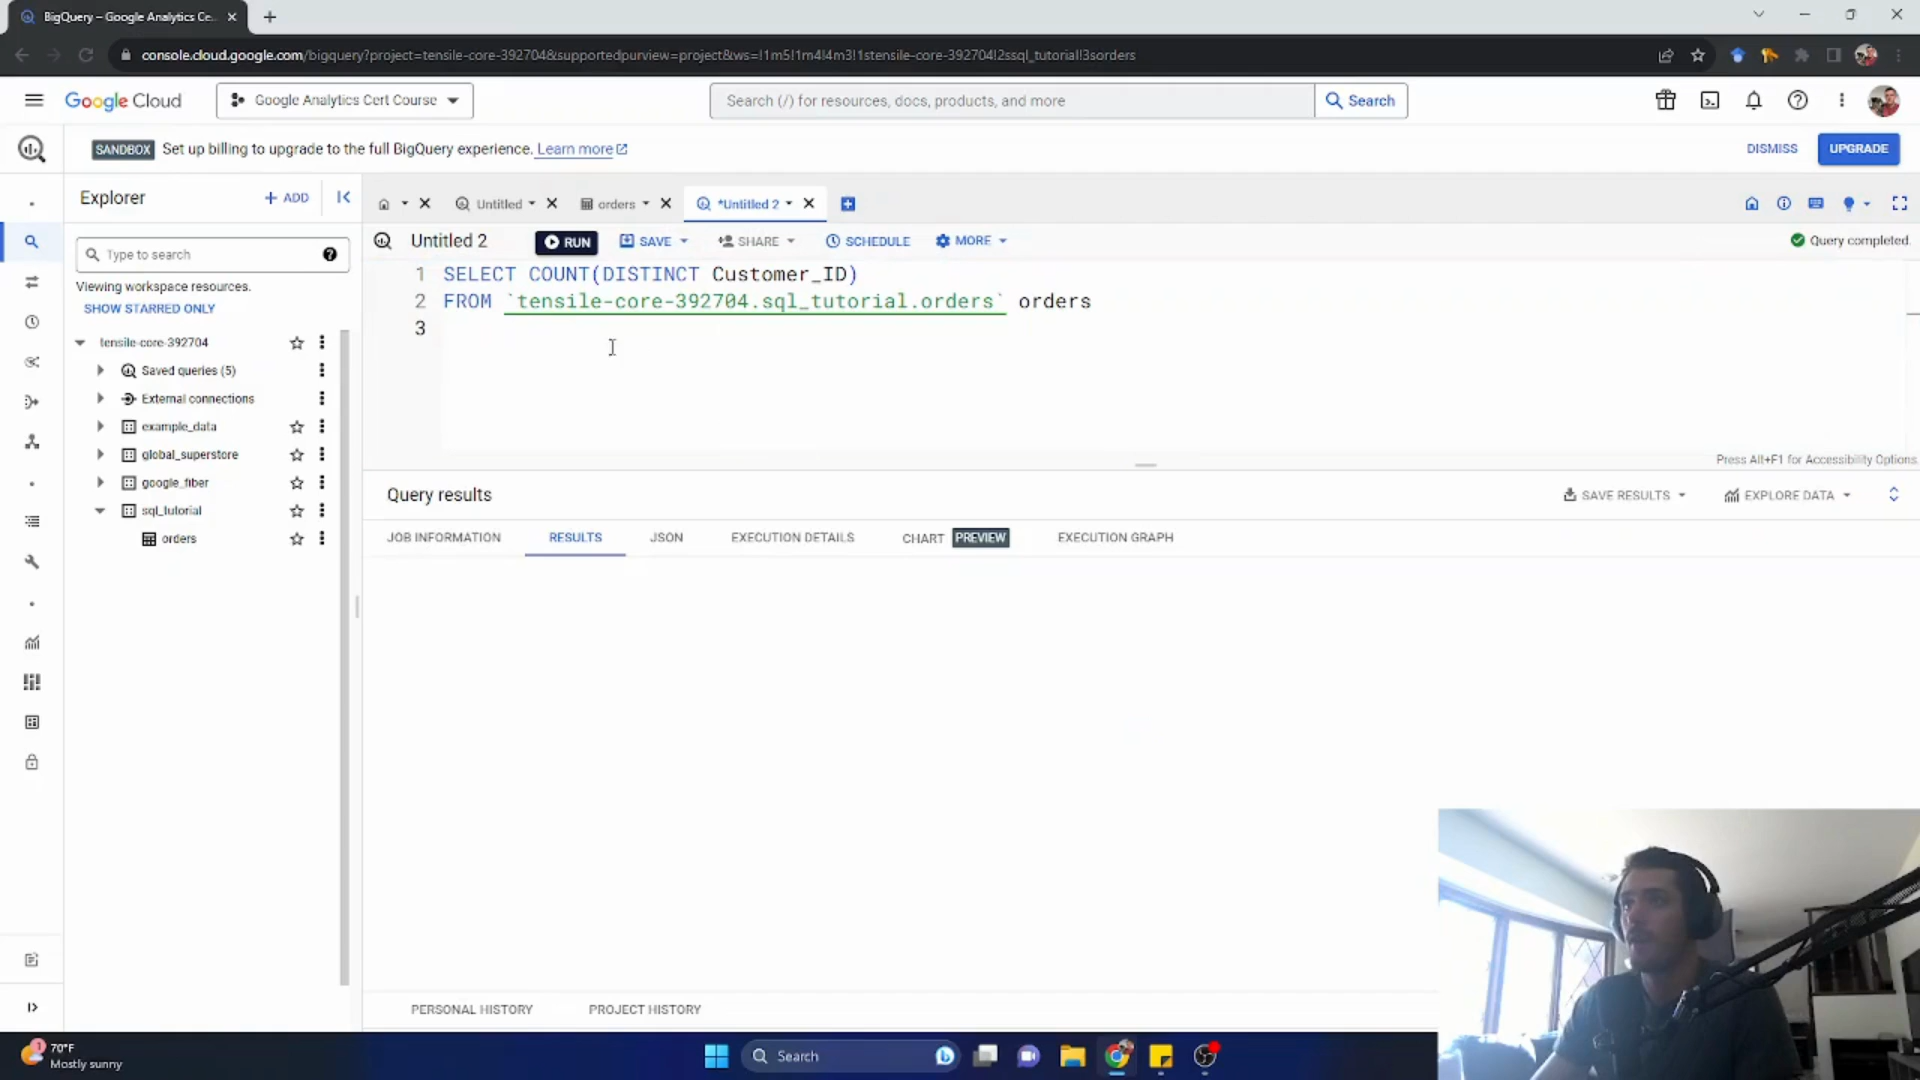 BigQuery – Google Analytics Ce
console.cloud.google.com/bigquery?project=tensile-core-392704&supportedpurview=project&ws=!1m5!1m4!4m3!1stensile-core-392704!2ssql_tutorial!3sorders
Google Cloud
Google Analytics Cert Course
Search (/) for resources, docs, products, and more
Search
SANDBOX Set up billing to upgrade to the full BigQuery experience. Learn more
DISMISS
UPGRADE
Explorer
+ ADD
Untitled
orders
*Untitled 2
Untitled 2
RUN
SAVE
SHARE
SCHEDULE
MORE
Query completed.
Type to search
Viewing workspace resources.
SHOW STARRED ONLY
tensile-core-392704
Saved queries (5)
External connections
example_data
global_superstore
google_fiber
sql_tutorial
orders
1 SELECT COUNT(DISTINCT Customer_ID)
2 FROM `tensile-core-392704.sql_tutorial.orders` orders
3
Press Alt+F1 for Accessibility Options.
Query results
SAVE RESULTS
EXPLORE DATA
JOB INFORMATION
RESULTS
JSON
EXECUTION DETAILS
CHART PREVIEW
EXECUTION GRAPH
PERSONAL HISTORY
PROJECT HISTORY
1
70°F
Mostly sunny
Search